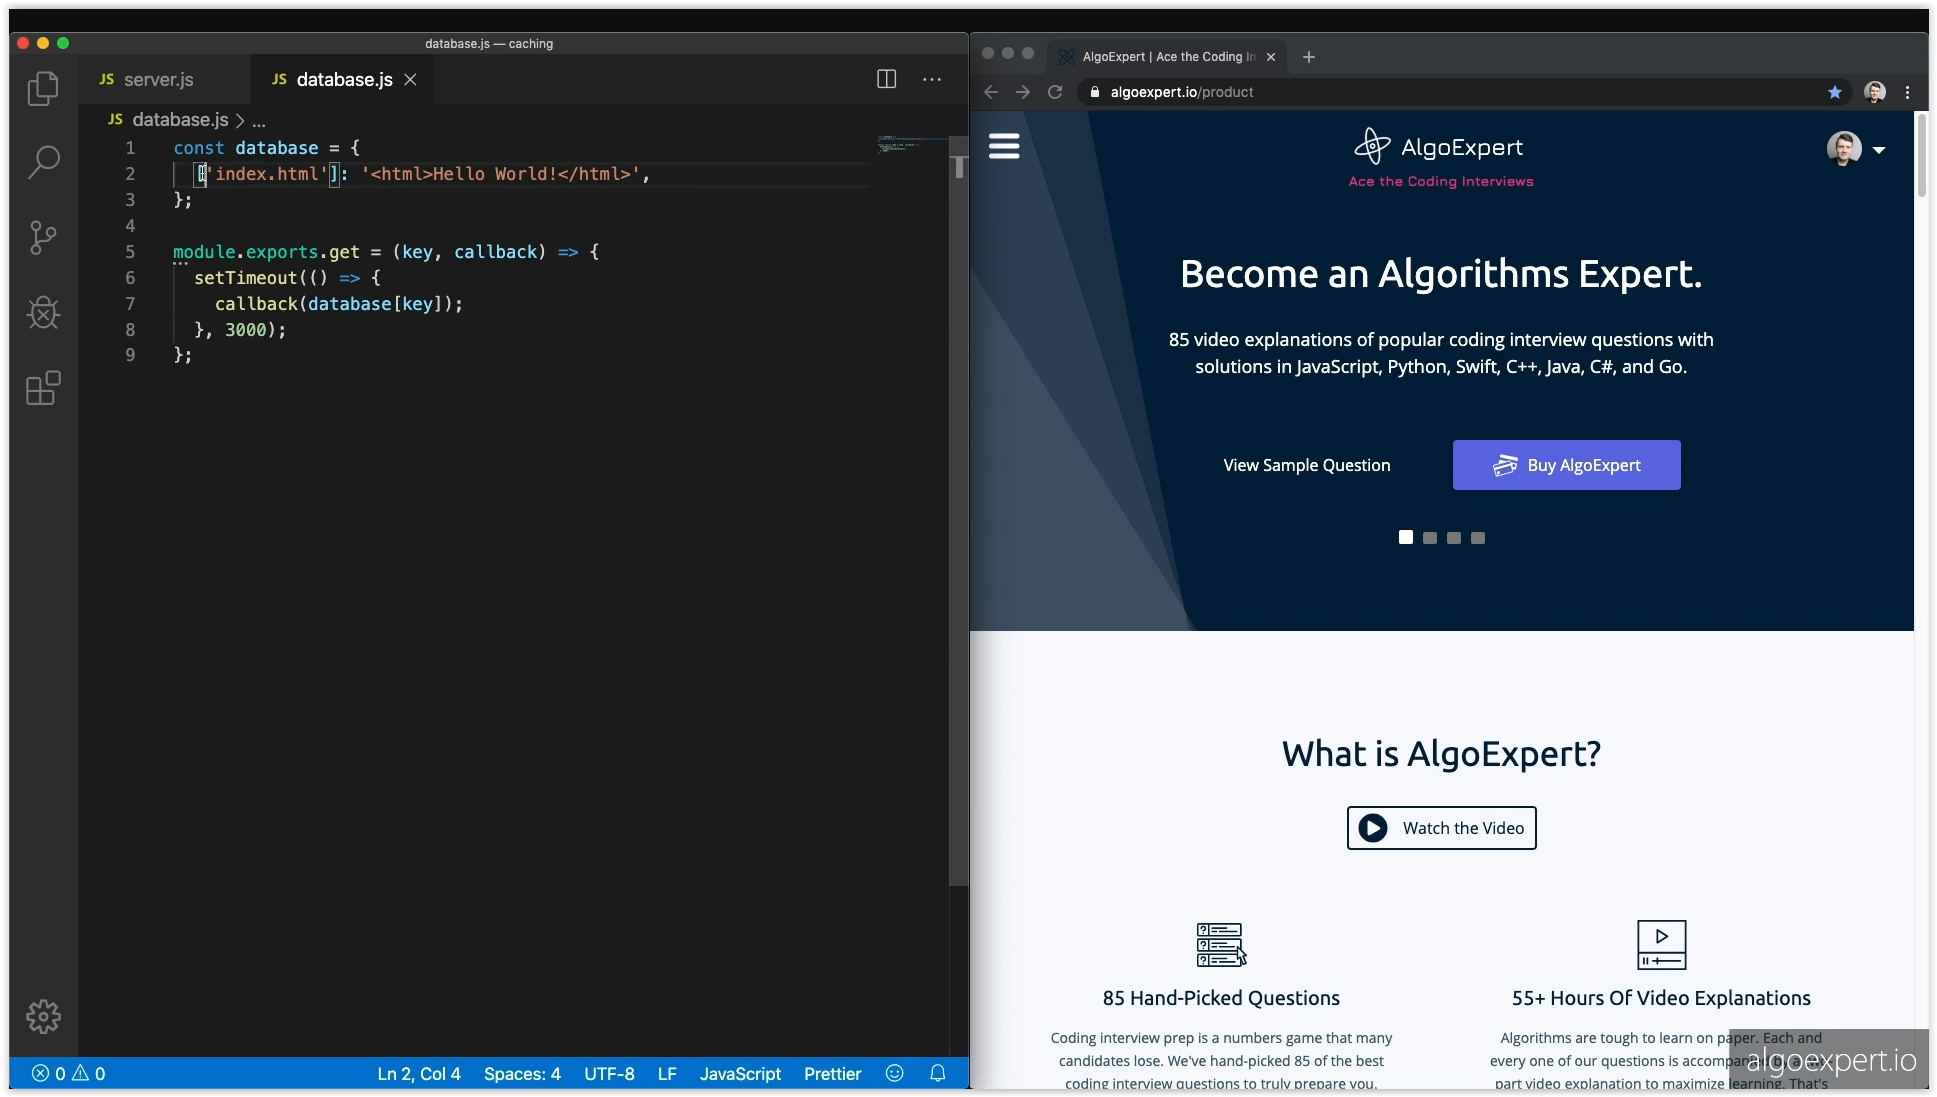 database.js — caching
JS server.js
JS database.js
JS database.js > ...
1 const database = {
2 ['index.html']: '<html>Hello World!</html>',
3 };
4
5 module.exports.get = (key, callback) => {
6 setTimeout(() => {
7 callback(database[key]);
8 }, 3000);
9 };
0 0
Ln 2, Col 4 Spaces: 4 UTF-8 LF JavaScript Prettier
AlgoExpert | Ace the Coding In
algoexpert.io/product
AlgoExpert
Ace the Coding Interviews
Become an Algorithms Expert.
85 video explanations of popular coding interview questions with
solutions in JavaScript, Python, Swift, C++, Java, C#, and Go.
View Sample Question
Buy AlgoExpert
What is AlgoExpert?
Watch the Video
85 Hand-Picked Questions
Coding interview prep is a numbers game that many
candidates lose. We've hand-picked 85 of the best
coding interview questions to truly prepare you.
55+ Hours Of Video Explanations
Algorithms are tough to learn on paper. Each and
every one of our questions is accompanied
part video explanation to maximize learning. That's
algoexpert.io